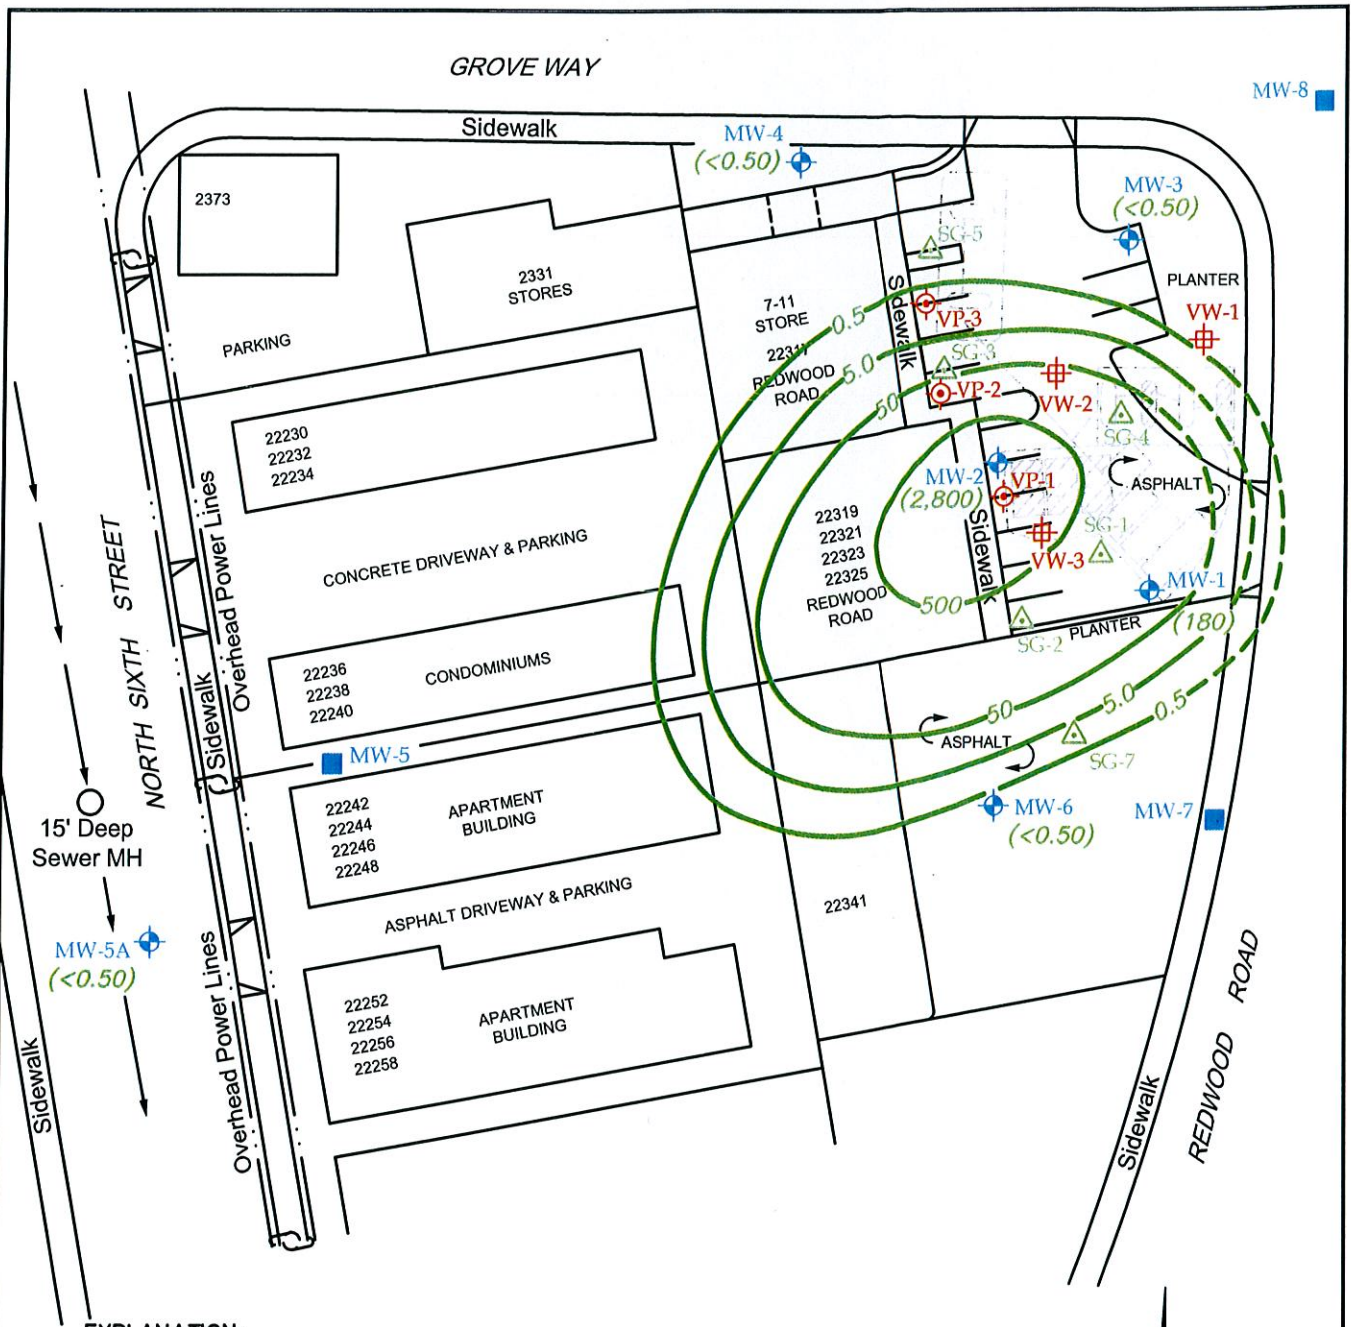 GROVE WAY
MW-8
Sidewalk
MW-4
(<0.50)
MW-3
(<0.50)
2373
SG-5
PLANTER
2331
STORES
7-11
STORE
22317
REDWOOD
ROAD
Sidewalk
VP-3
VW-1
0.5
PARKING
SG-3
5.0
VP-2
VW-2
50
SG-4
22230
22232
22234
MW-2
(2,800)
VP-1
ASPHALT
22319
22321
22323
22325
REDWOOD
ROAD
Sidewalk
SG-1
VW-3
MW-1
(180)
500
CONCRETE DRIVEWAY & PARKING
Overhead Power Lines
NORTH SIXTH STREET
PLANTER
SG-2
22236
22238
22240
CONDOMINIUMS
Sidewalk
50
5.0
0.5
ASPHALT
SG-7
MW-5
22242
22244
22246
22248
APARTMENT
BUILDING
MW-6
(<0.50)
MW-7
15' Deep
Sewer MH
ASPHALT DRIVEWAY & PARKING
22341
MW-5A
(<0.50)
Overhead Power Lines
22252
22254
22256
22258
APARTMENT
BUILDING
REDWOOD ROAD
Sidewalk
Sidewalk
EXPLANATION